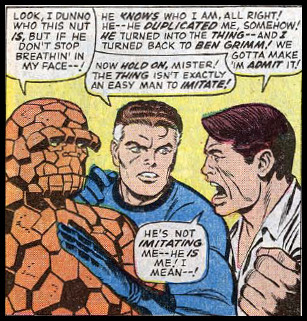 LOOK, I DUNNO
WHO THIS NUT
IS, BUT IF HE
DON'T STOP
BREATHIN' IN
MY FACE--!
HE KNOWS WHO I AM, ALL RIGHT!
HE--HE DUPLICATED ME, SOMEHOW!
HE TURNED INTO THE THING--AND I
TURNED BACK TO BEN GRIMM! WE
GOTTA MAKE
'IM ADMIT IT!
NOW HOLD ON, MISTER!
THE THING ISN'T EXACTLY
AN EASY MAN TO IMITATE!
HE'S NOT
IMITATING
ME--HE IS
ME! I
MEAN--!